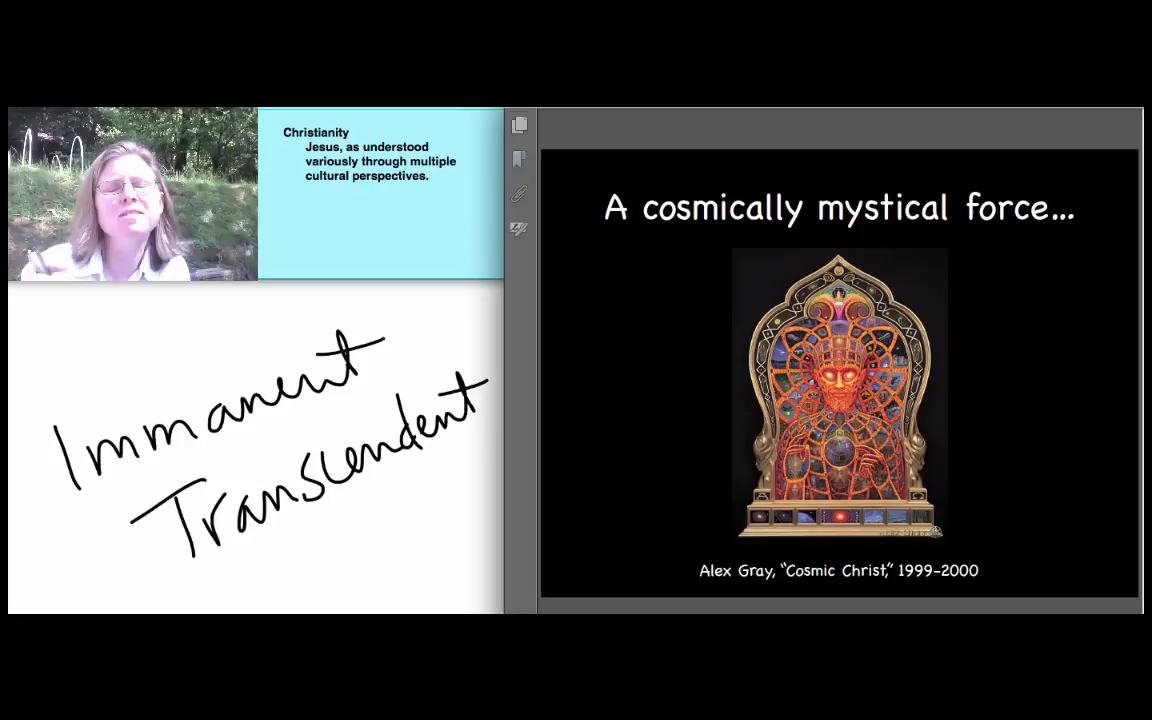 Christianity
Jesus, as understood
variously through multiple
cultural perspectives.
Immanent
Transcendent
A cosmically mystical force...
Alex Gray, “Cosmic Christ,” 1999-2000